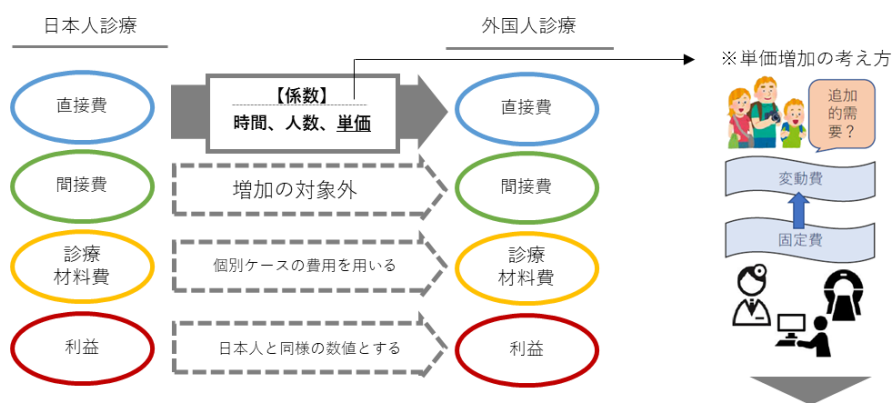 日本人診療
外国人診療
※単価増加の考え方
直接費
【係数】
時間、人数、単価
直接費
追加
的需
要？
間接費
増加の対象外
間接費
変動費
固定費
診療
材料費
個別ケースの費用を用いる
診療
材料費
利益
日本人と同様の数値とする
利益